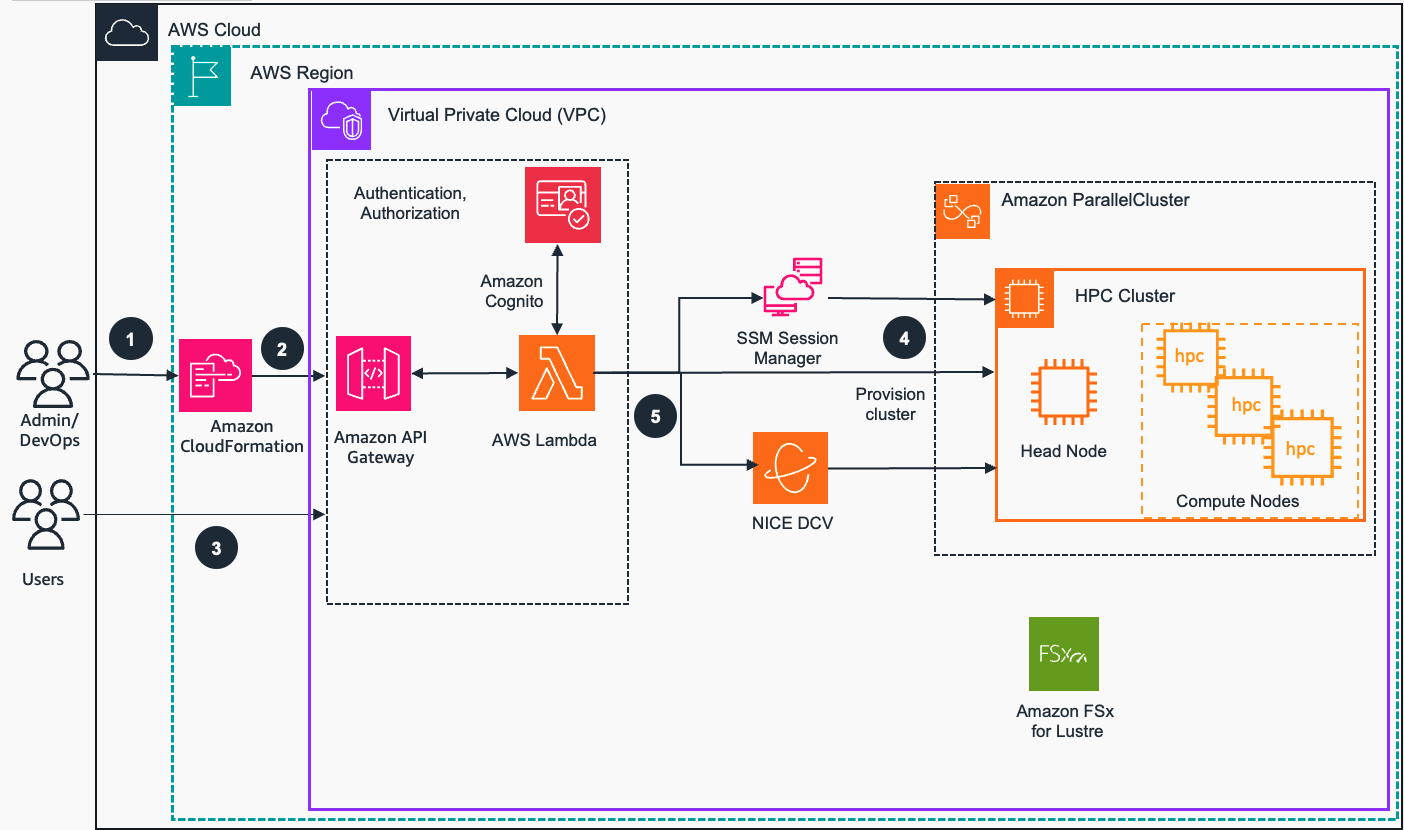 AWS Cloud
AWS Region
Virtual Private Cloud (VPC)
Authentication,
Authorization
Amazon
Cognito
Amazon ParallelCluster
HPC Cluster
SSM Session
Manager
1
2
4
hpc
hpc
hpc
Admin/
DevOps
Amazon
CloudFormation
</>
Amazon API
Gateway
AWS Lambda
5
Provision
cluster
Head Node
Compute Nodes
NICE DCV
3
Users
FSx
Amazon FSx
for Lustre